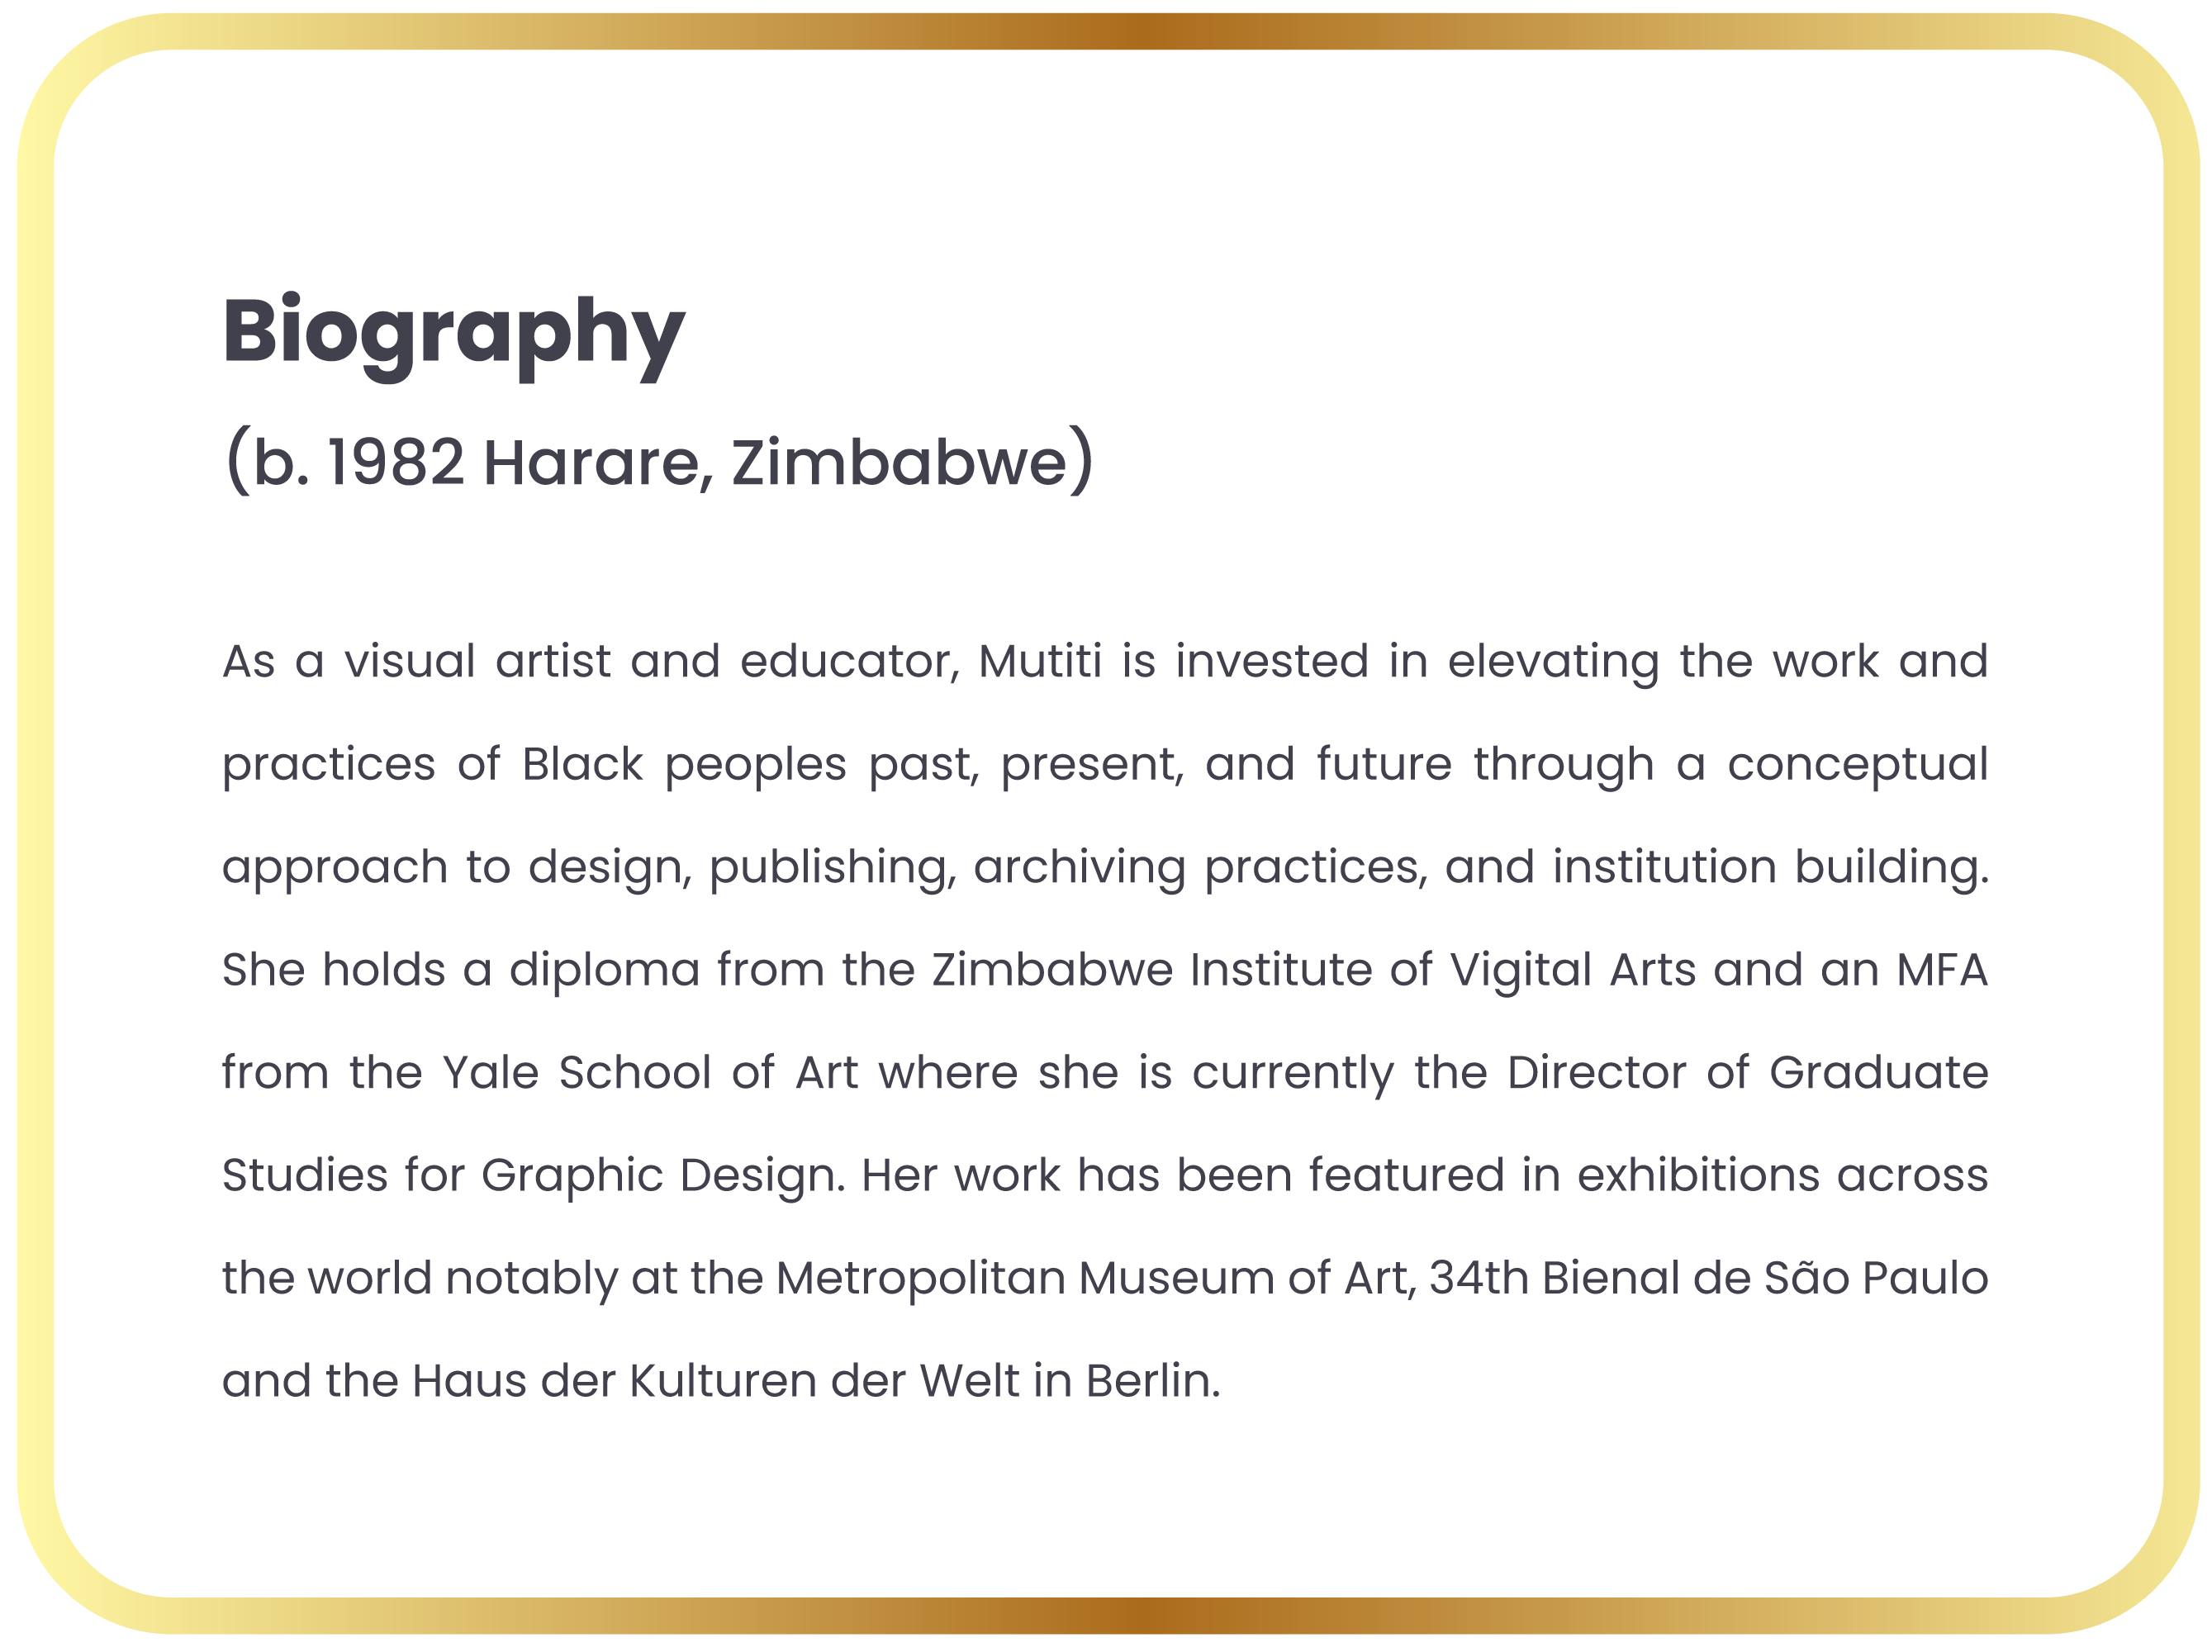 Biography
(b. 1982 Harare, Zimbabwe)
As a visual artist and educator, Mutiti is invested in elevating the work and
practices of Black peoples past, present, and future through a conceptual
approach to design, publishing, archiving practices, and institution building.
She holds a diploma from the Zimbabwe Institute of Vigital Arts and an MFA
from the Yale School of Art where she is currently the Director of Graduate
Studies for Graphic Design. Her work has been featured in exhibitions across
the world notably at the Metropolitan Museum of Art, 34th Bienal de São Paulo
and the Haus der Kulturen der Welt in Berlin.